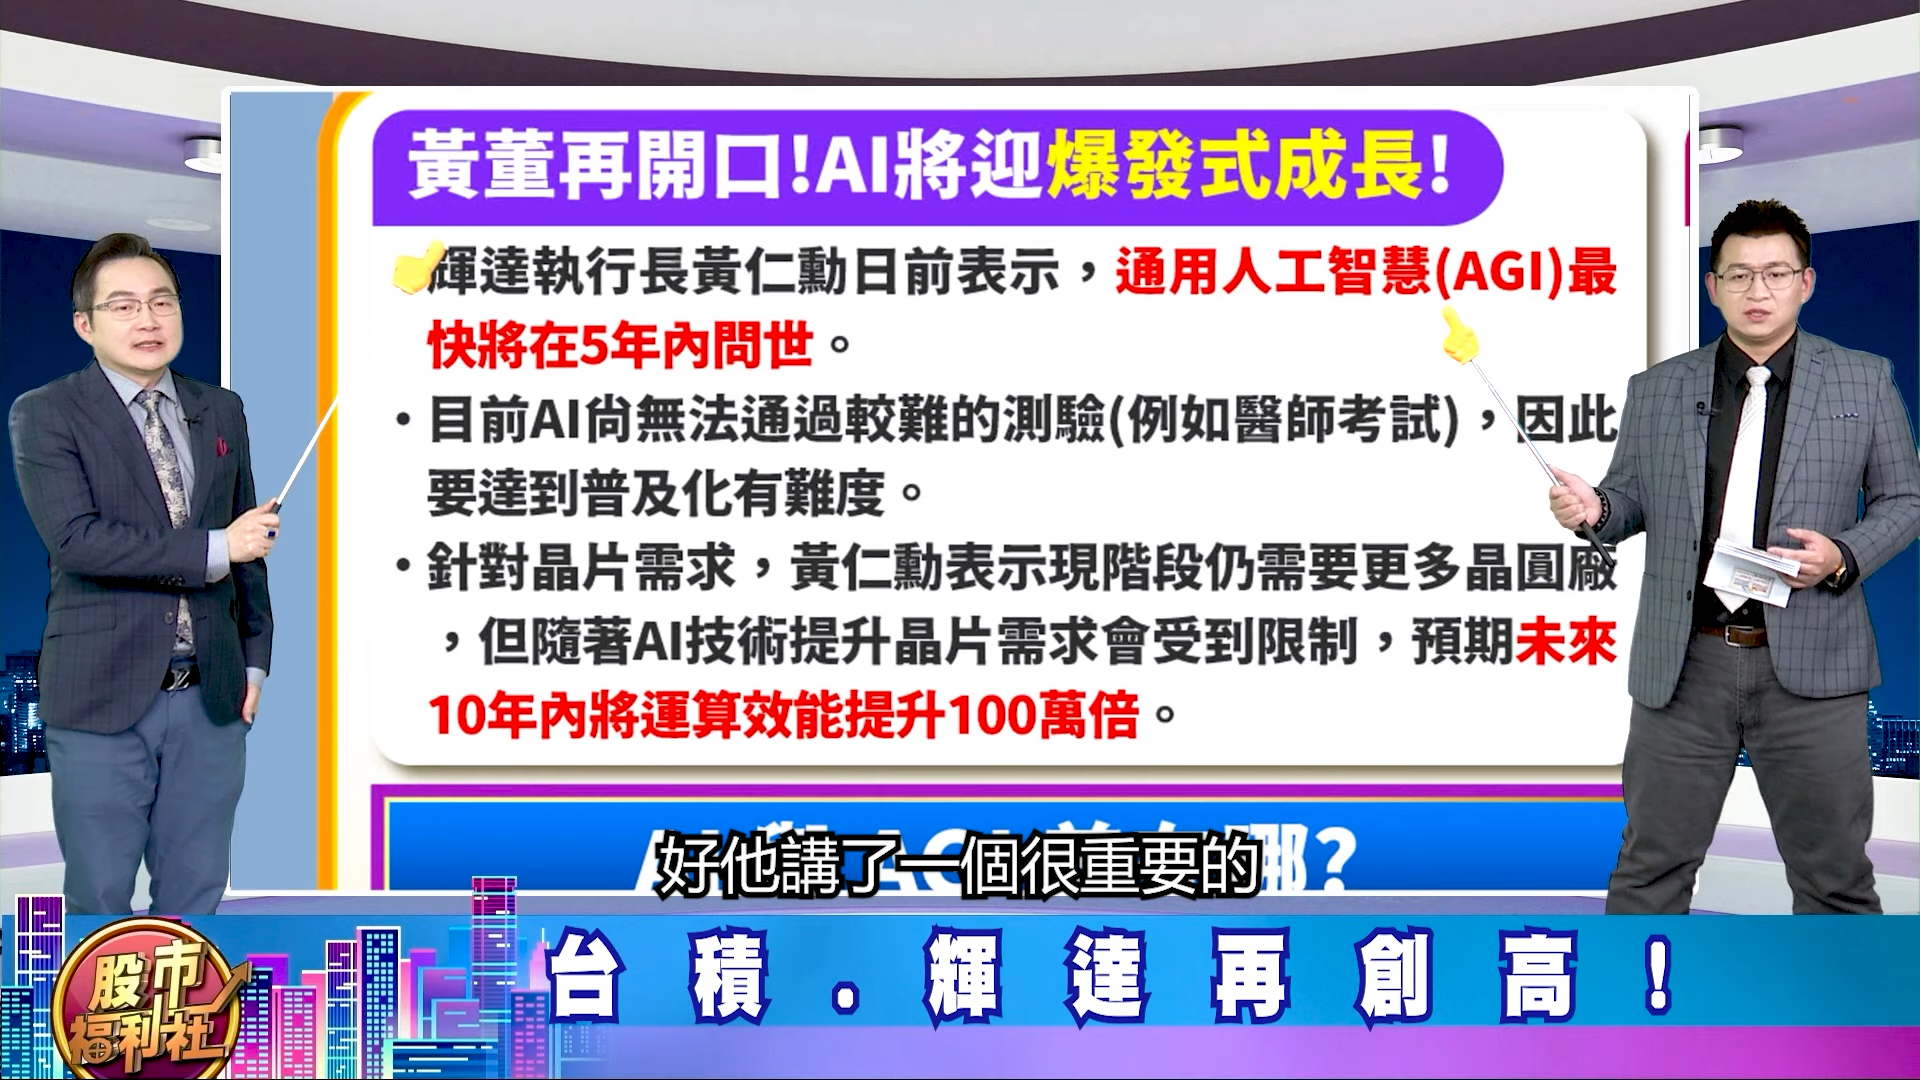 黃董再開口!AI將迎爆發式成長!
輝達執行長黃仁勳日前表示，通用人工智慧(AGI)最
快將在5年內問世。
•目前AI尚無法通過較難的測驗(例如醫師考試)，因此
要達到普及化有難度。
•針對晶片需求，黃仁勳表示現階段仍需要更多晶圓廠
，但隨著AI技術提升晶片需求會受到限制，預期未來
10年內將運算效能提升100萬倍。
好他講了一個很重要的
哪?
台積.輝達再創高!
股市
福利社